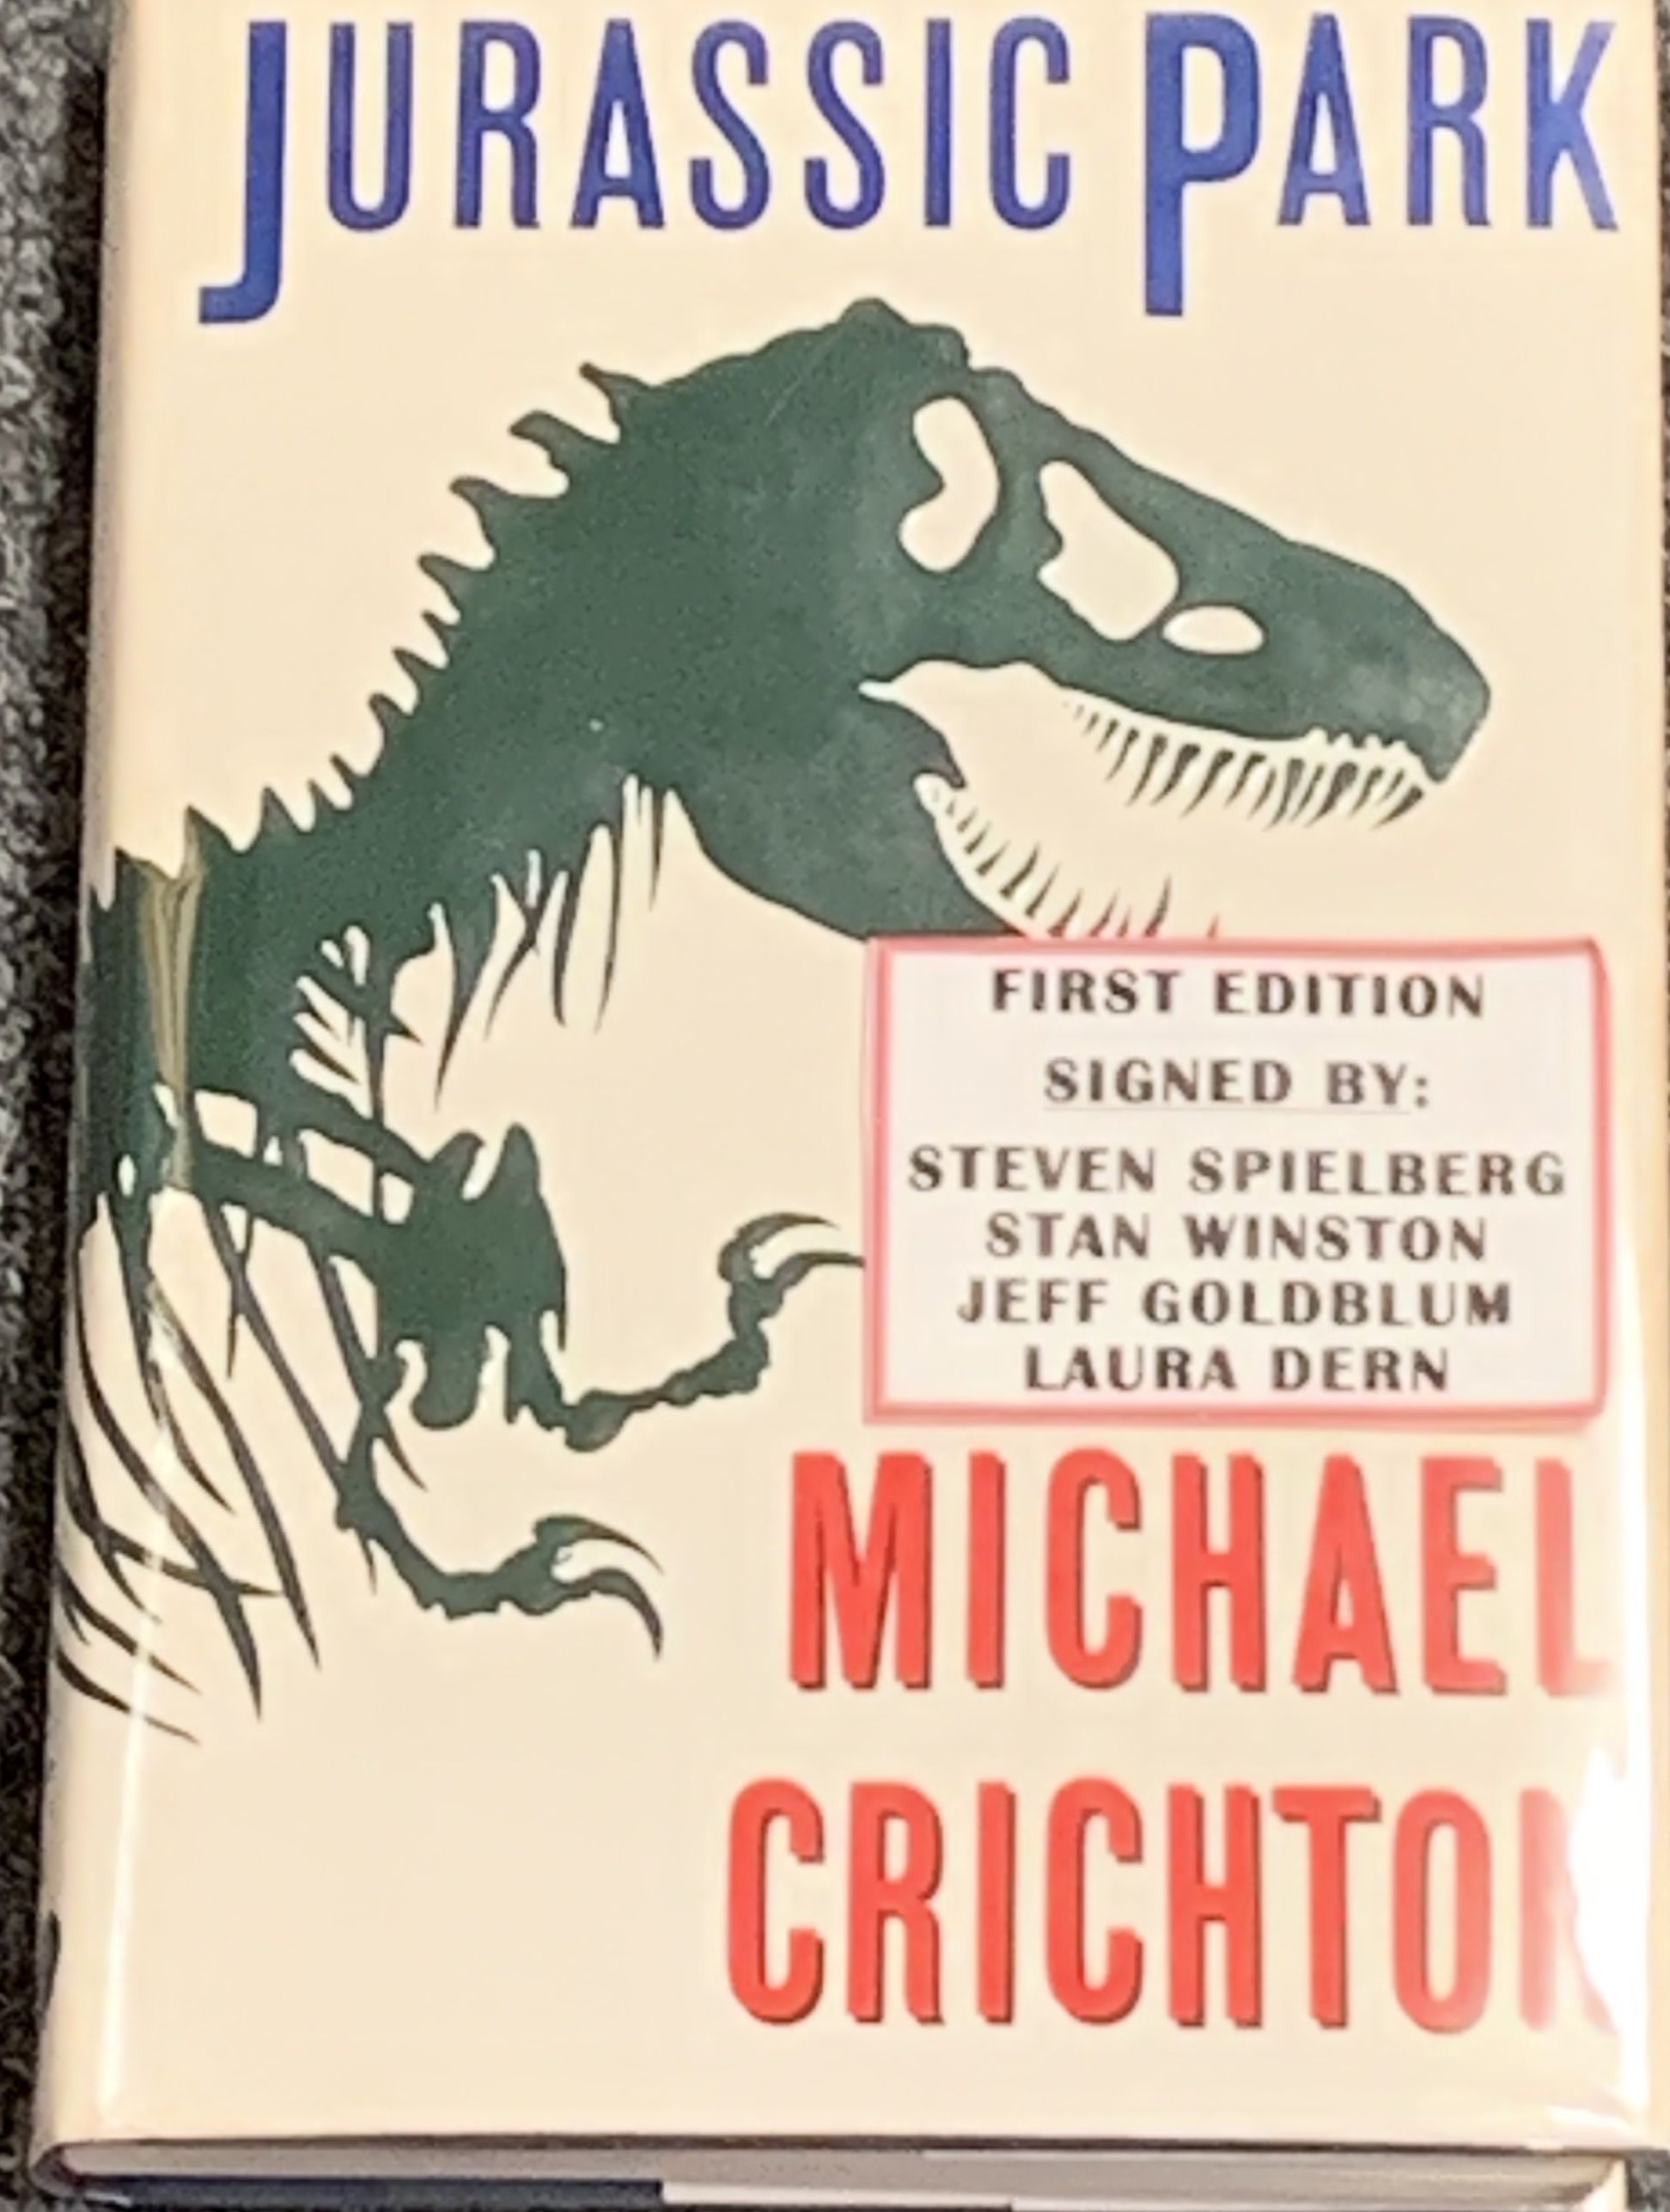 JURASSIC PARK
FIRST EDITION
SIGNED BY:
STEVEN SPIELBERG
STAN WINSTON
JEFF GOLDBLUM
LAURA DERN
MICHAEL
CRICHTON